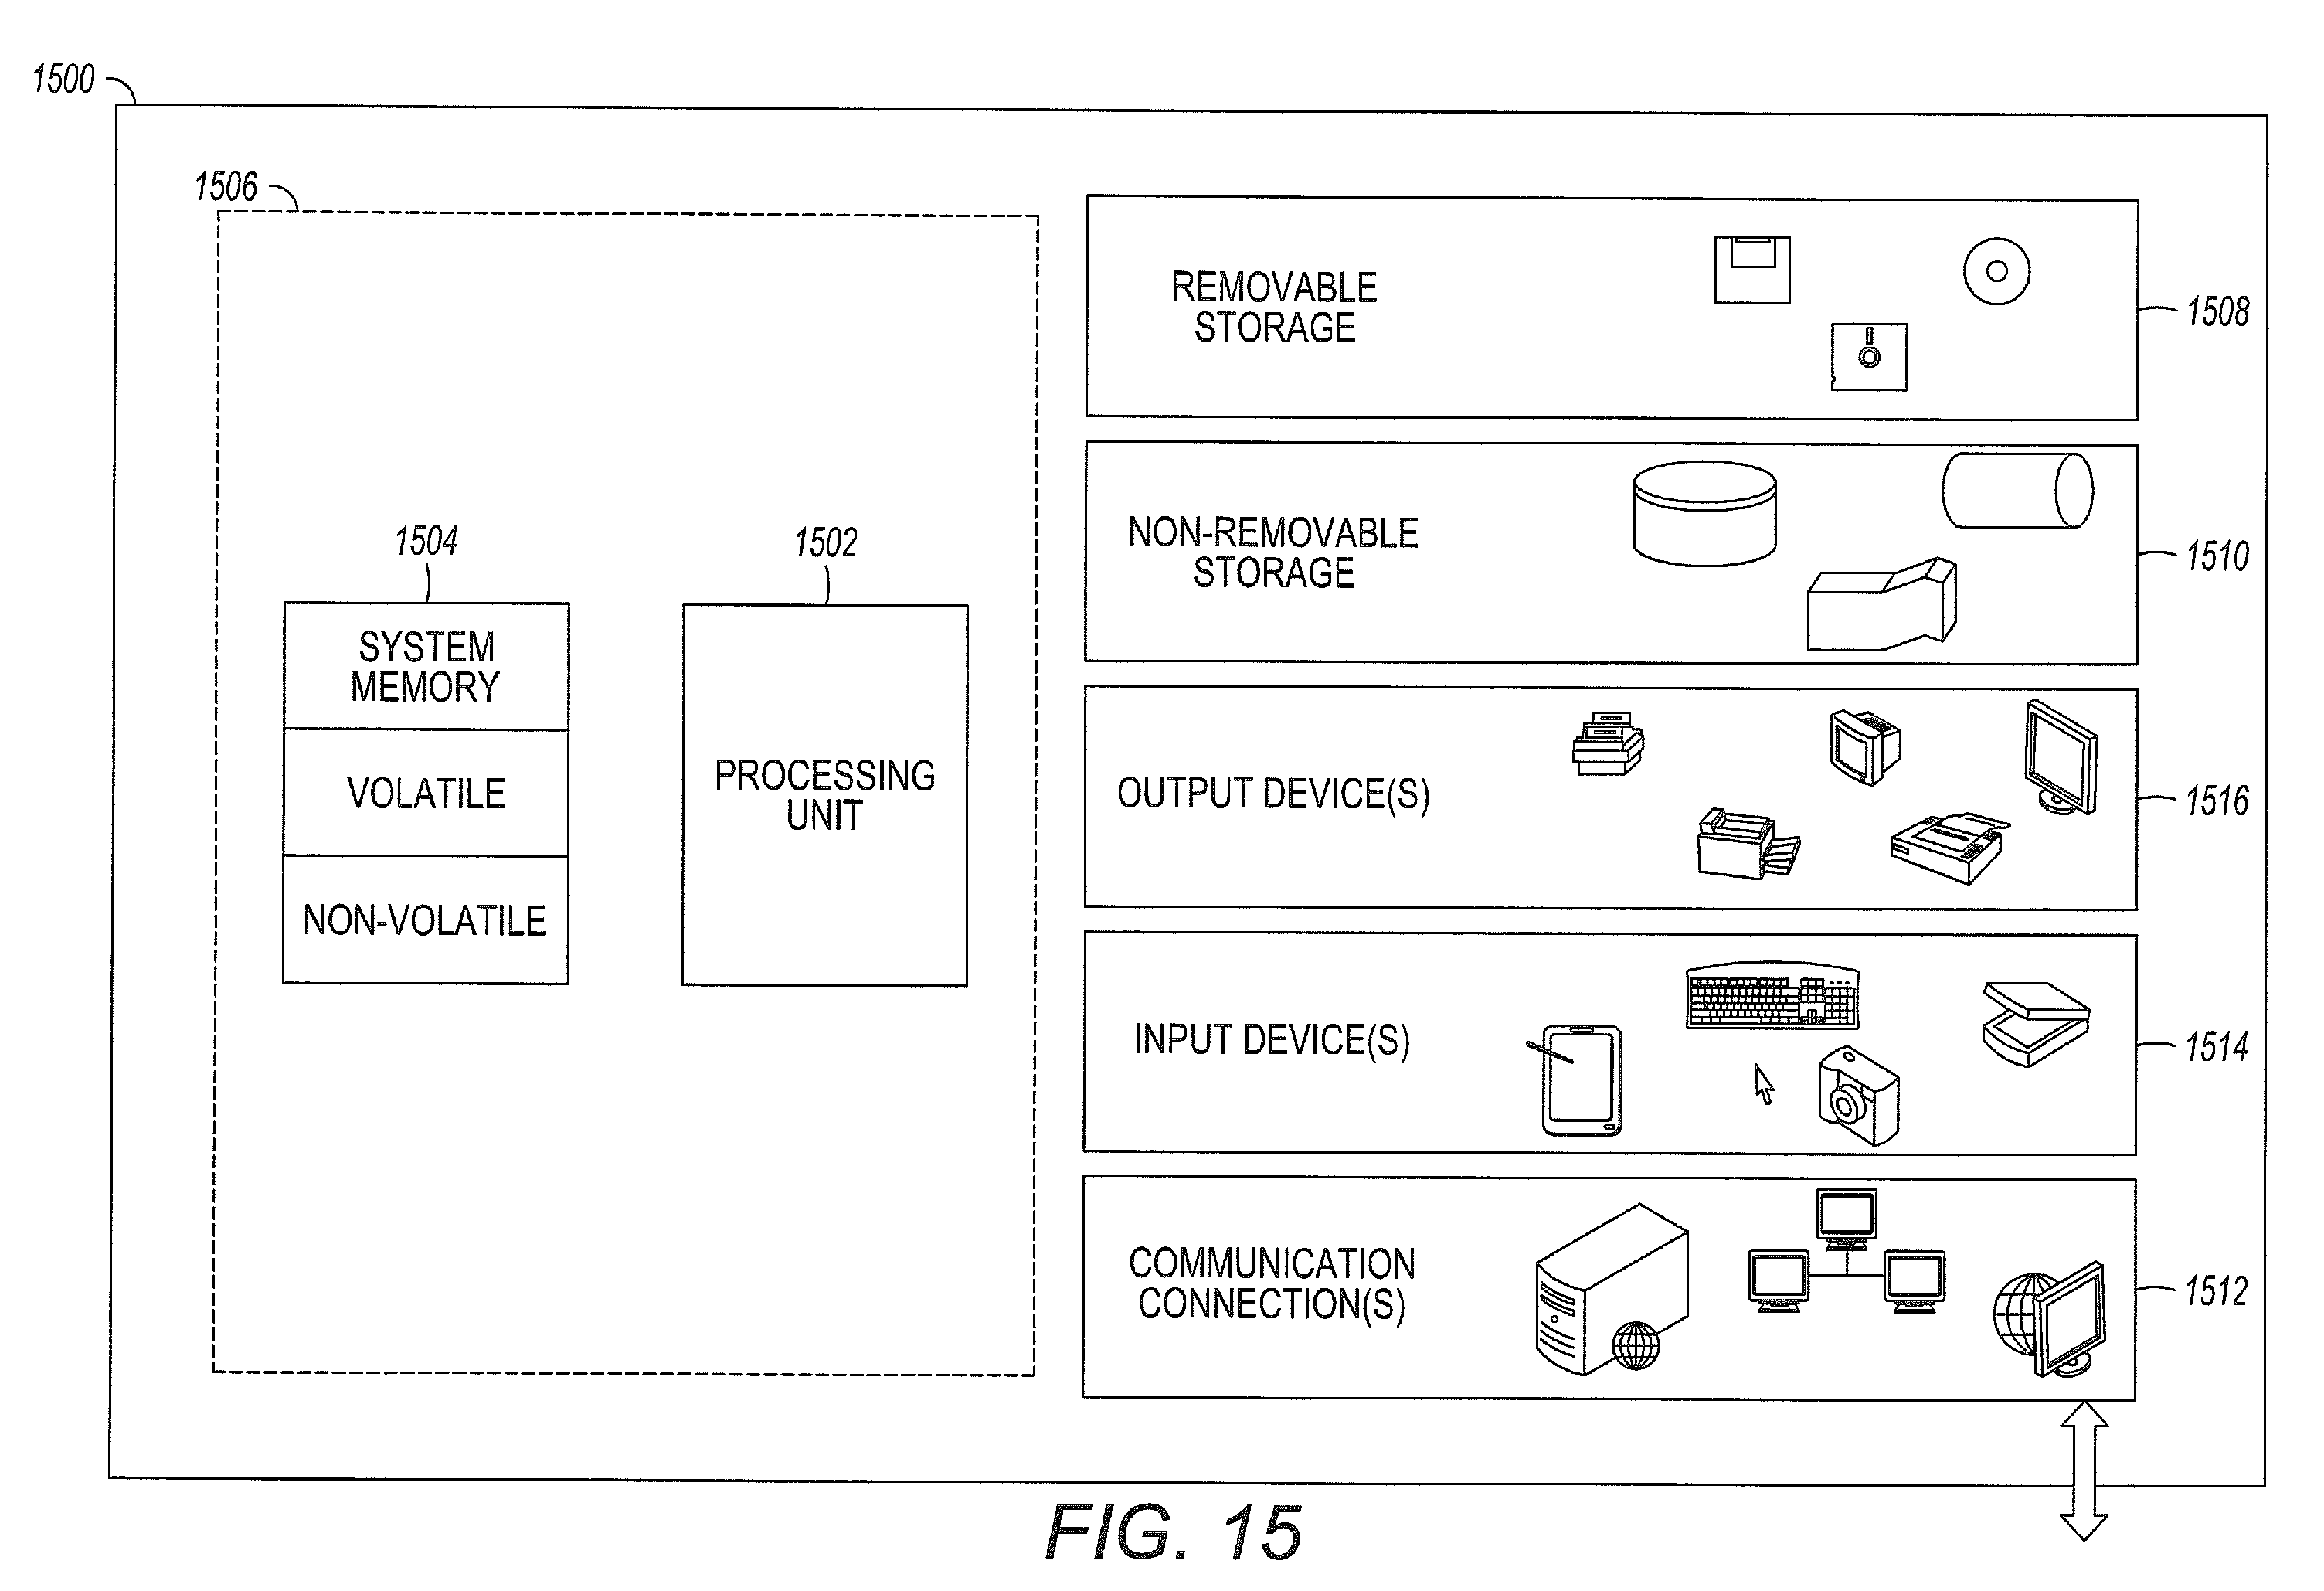 1500
1506
1504
SYSTEM
MEMORY
VOLATILE
NON-VOLATILE
1502
PROCESSING
UNIT
REMOVABLE
STORAGE
1508
NON-REMOVABLE
STORAGE
1510
OUTPUT DEVICE(S)
1516
INPUT DEVICE(S)
1514
COMMUNICATION
CONNECTION(S)
1512
FIG. 15